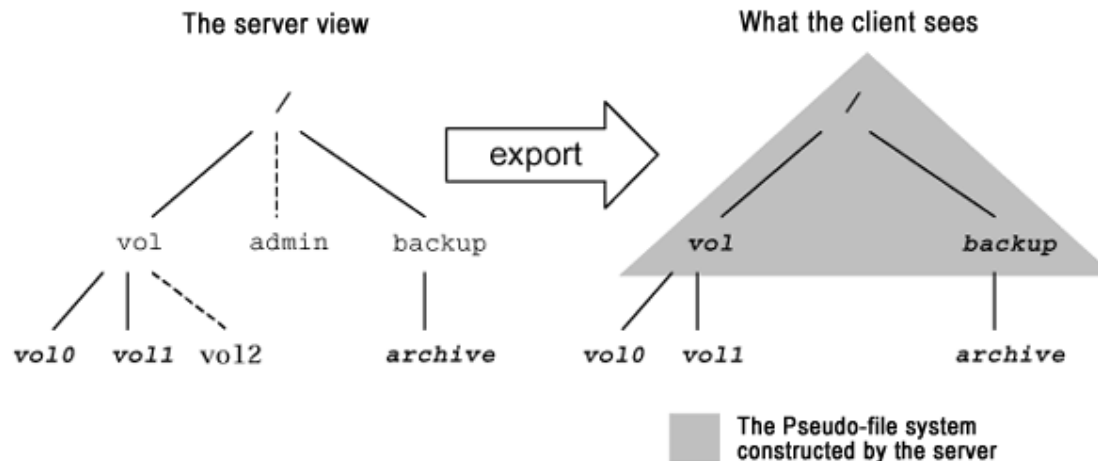 The server view
What the client sees
/
/
export
vol admin backup
vol backup
vol0 vol1 vol2 archive
vol0 vol1 archive
The Pseudo-file system
constructed by the server